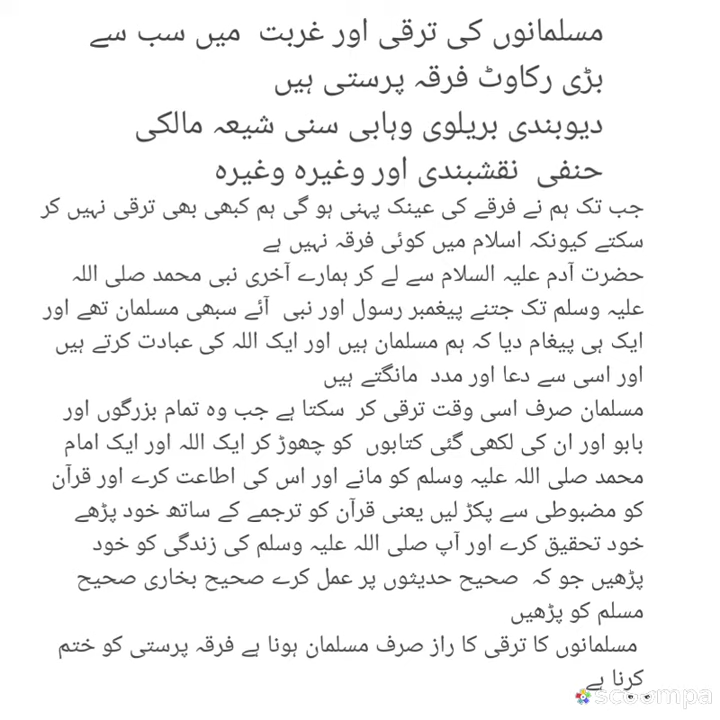 مسلمانوں کی ترقی اور غربت میں سب سے
بڑی رکاوٹ فرقہ پرستی ہیں
دیوبندی بریلوی وہابی سنی شیعہ مالکی
حنفی نقشبندی اور وغیرہ وغیرہ
جب تک ہم نے فرقے کی عینک پہنی ہو گی ہم کبھی بھی ترقی نہیں کر
سکتے کیونکہ اسلام میں کوئی فرقہ نہیں ہے
حضرت آدم علیہ السلام سے لے کر ہمارے آخری نبی محمد صلی اللہ
علیہ وسلم تک جتنے پیغمبر رسول اور نبی آئے سبھی مسلمان تھے اور
ایک ہی پیغام دیا کہ ہم مسلمان ہیں اور ایک اللہ کی عبادت کرتے ہیں
اور اسی سے دعا اور مدد مانگتے ہیں
مسلمان صرف اسی وقت ترقی کر سکتا ہے جب وہ تمام بزرگوں اور
بابو اور ان کی لکھی گئی کتابوں کو چھوڑ کر ایک اللہ اور ایک امام
محمد صلی اللہ علیہ وسلم کو مانے اور اس کی اطاعت کرے اور قرآن
کو مضبوطی سے پکڑ لیں یعنی قرآن کو ترجمے کے ساتھ خود پڑھے
خود تحقیق کرے اور آپ صلی اللہ علیہ وسلم کی زندگی کو خود
پڑھیں جو کہ صحیح حدیثوں پر عمل کرے صحیح بخاری صحیح
مسلم کو پڑھیں
مسلمانوں کا ترقی کا راز صرف مسلمان ہونا ہے فرقہ پرستی کو ختم
کرنا ہے
scoompa